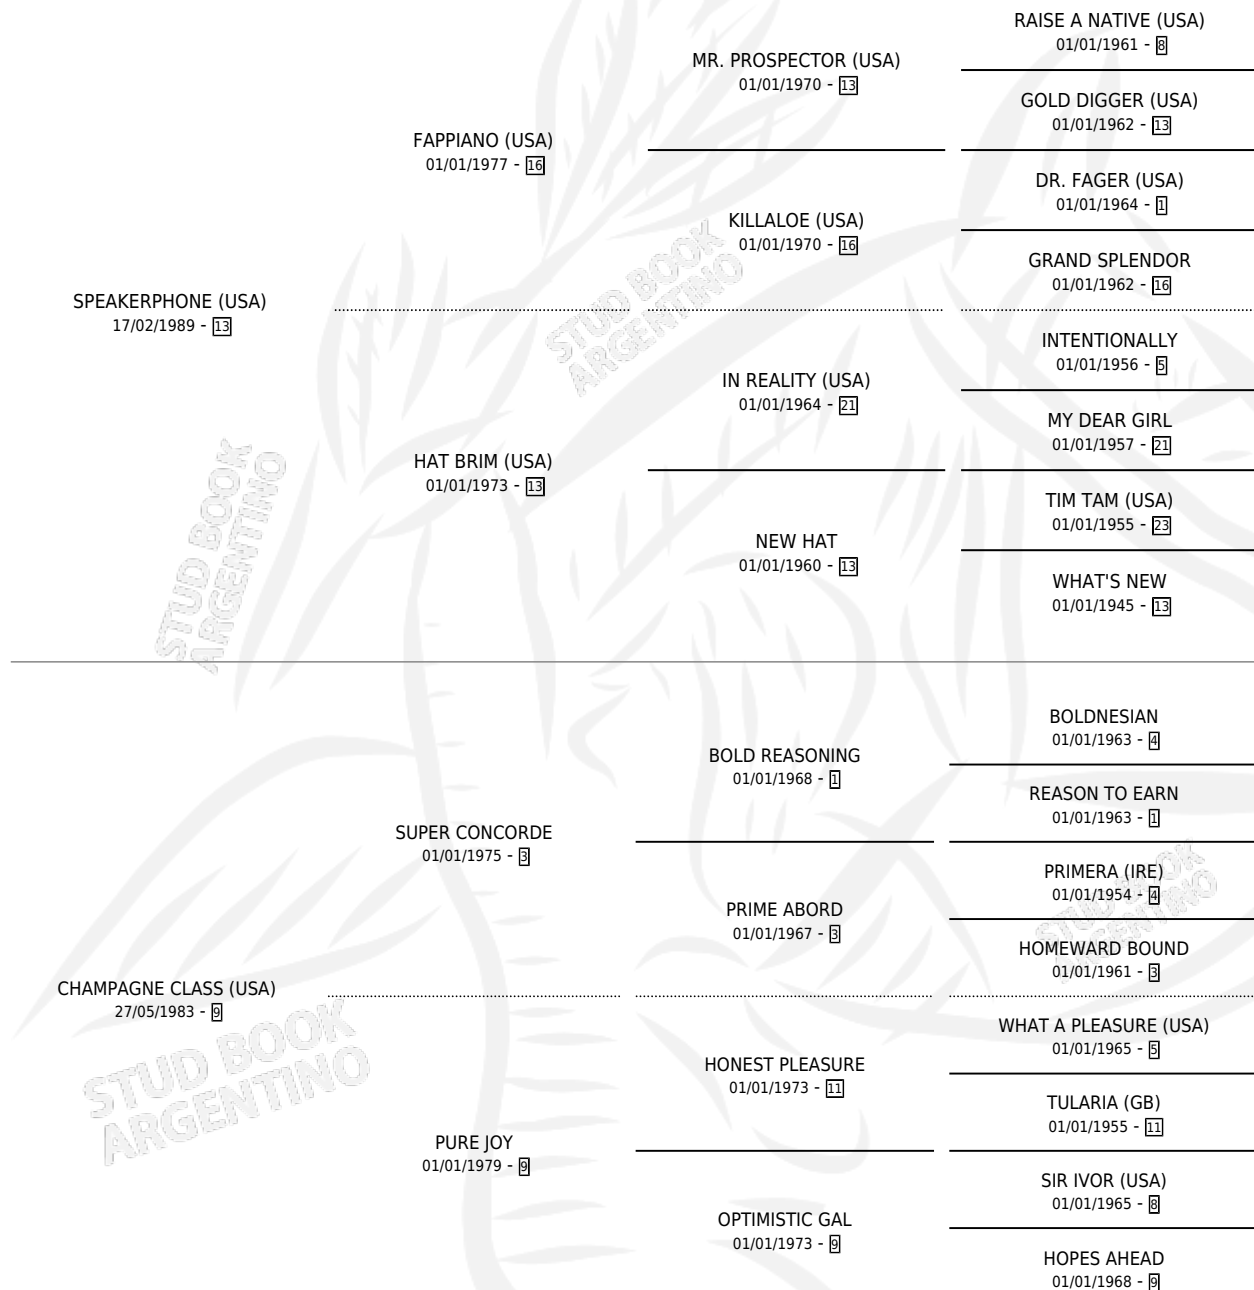 RAISE A NATIVE (USA)
01/01/1961 - 8
MR. PROSPECTOR (USA)
01/01/1970 - 13
GOLD DIGGER (USA)
01/01/1962 - 13
FAPPIANO (USA)
01/01/1977 - 16
DR. FAGER (USA)
01/01/1964 - 1
KILLALOE (USA)
01/01/1970 - 16
GRAND SPLENDOR
01/01/1962 - 16
SPEAKERPHONE (USA)
17/02/1989 - 13
STUD BOOK
ARGENTINO
INTENTIONALLY
01/01/1956 - 5
IN REALITY (USA)
01/01/1964 - 21
MY DEAR GIRL
01/01/1957 - 21
HAT BRIM (USA)
01/01/1973 - 13
TIM TAM (USA)
01/01/1955 - 23
NEW HAT
01/01/1960 - 13
WHAT'S NEW
01/01/1945 - 13
STUD BOOK
ARGENTINO
BOLDNESIAN
01/01/1963 - 4
BOLD REASONING
01/01/1968 - 1
REASON TO EARN
01/01/1963 - 1
SUPER CONCORDE
01/01/1975 - 3
PRIMERA (IRE)
01/01/1954 - 4
PRIME ABORD
01/01/1967 - 3
STUD BOOK
ARGENTINO
HOMEWARD BOUND
01/01/1961 - 3
CHAMPAGNE CLASS (USA)
27/05/1983 - 9
WHAT A PLEASURE (USA)
01/01/1965 - 5
HONEST PLEASURE
01/01/1973 - 11
STUD BOOK
ARGENTINO
TULARIA (GB)
01/01/1955 - 11
PURE JOY
01/01/1979 - 9
SIR IVOR (USA)
01/01/1965 - 8
OPTIMISTIC GAL
01/01/1973 - 9
HOPES AHEAD
01/01/1968 - 9